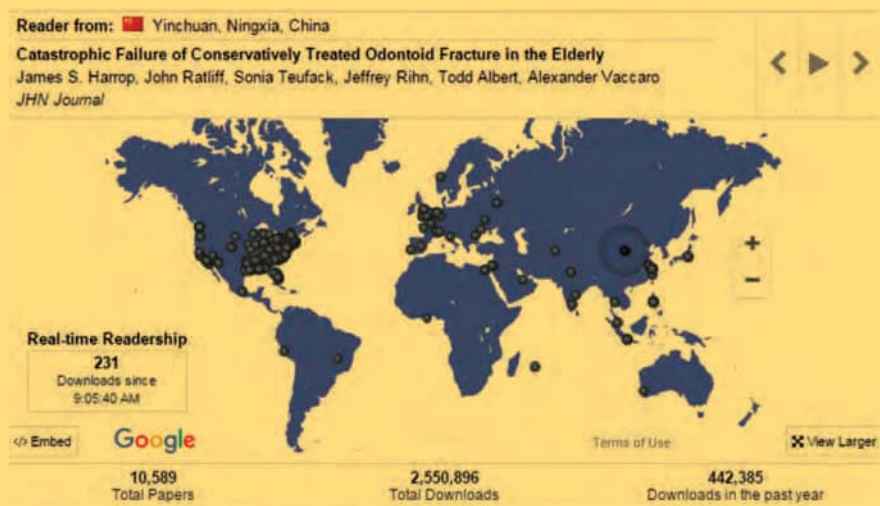 Reader from: Yinchuan, Ningxia, China
Catastrophic Failure of Conservatively Treated Odontoid Fracture in the Elderly
James S. Harrop, John Ratliff, Sonia Teufack, Jeffrey Rihn, Todd Albert, Alexander Vaccaro
JHN Journal
Real-time Readership
231
Downloads since
9:05:40 AM
</> Embed
Google
Terms of Use
View Larger
10,589
Total Papers
2,550,896
Total Downloads
442,385
Downloads in the past year